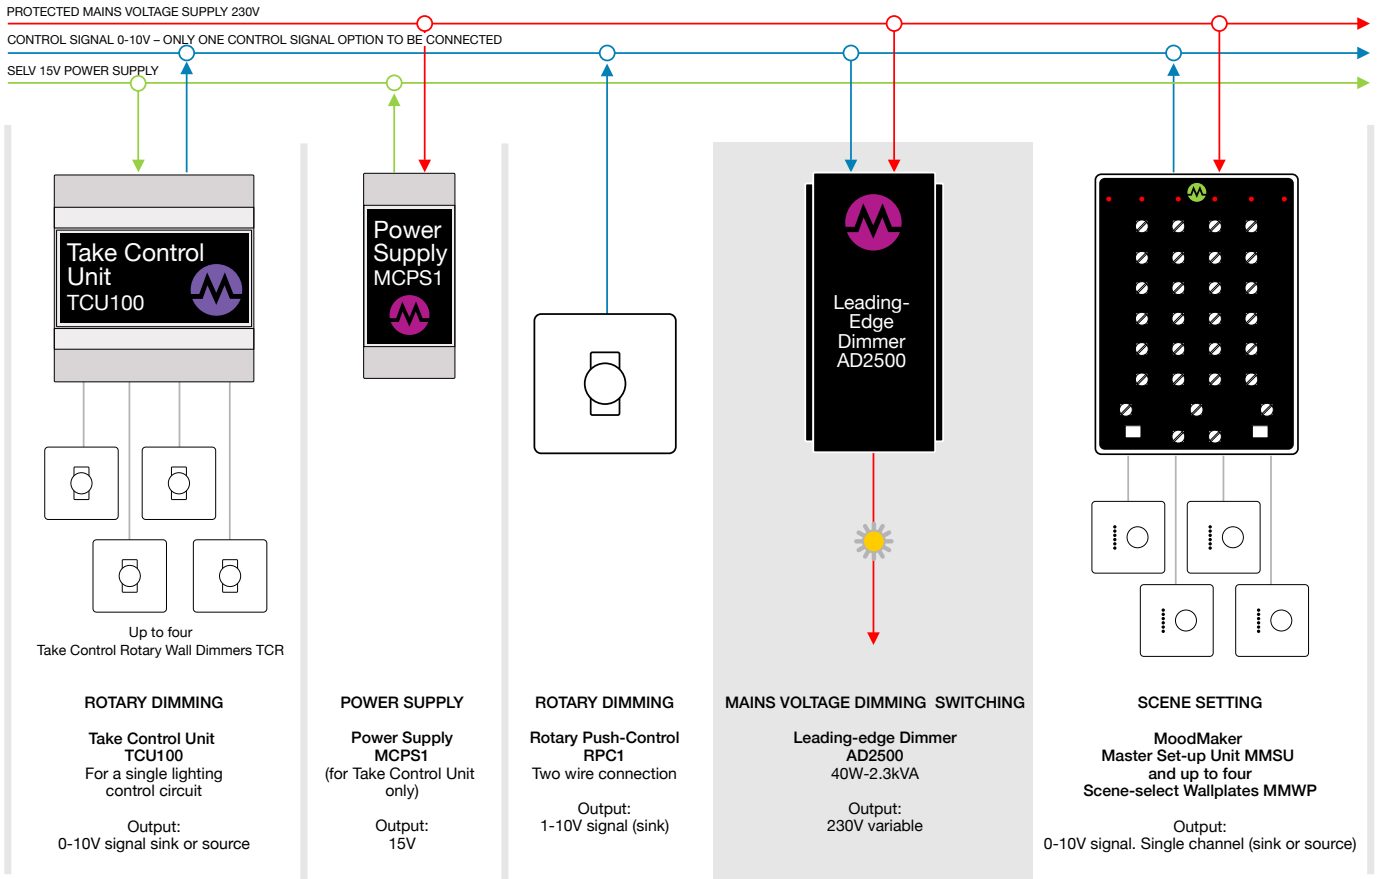 PROTECTED MAINS VOLTAGE SUPPLY 230V
CONTROL SIGNAL 0-10V – ONLY ONE CONTROL SIGNAL OPTION TO BE CONNECTED
SELV 15V POWER SUPPLY
Take Control
Unit
TCU100
Power
Supply
MCPS1
Leading-
Edge
Dimmer
AD2500
Up to four
Take Control Rotary Wall Dimmers TCR
ROTARY DIMMING
Take Control Unit
TCU100
For a single lighting
control circuit
Output:
0-10V signal sink or source
POWER SUPPLY
Power Supply
MCPS1
(for Take Control Unit
only)
Output:
15V
ROTARY DIMMING
Rotary Push-Control
RPC1
Two wire connection
Output:
1-10V signal (sink)
MAINS VOLTAGE DIMMING SWITCHING
Leading-edge Dimmer
AD2500
40W-2.3kVA
Output:
230V variable
SCENE SETTING
MoodMaker
Master Set-up Unit MMSU
and up to four
Scene-select Wallplates MMWP
Output:
0-10V signal. Single channel (sink or source)